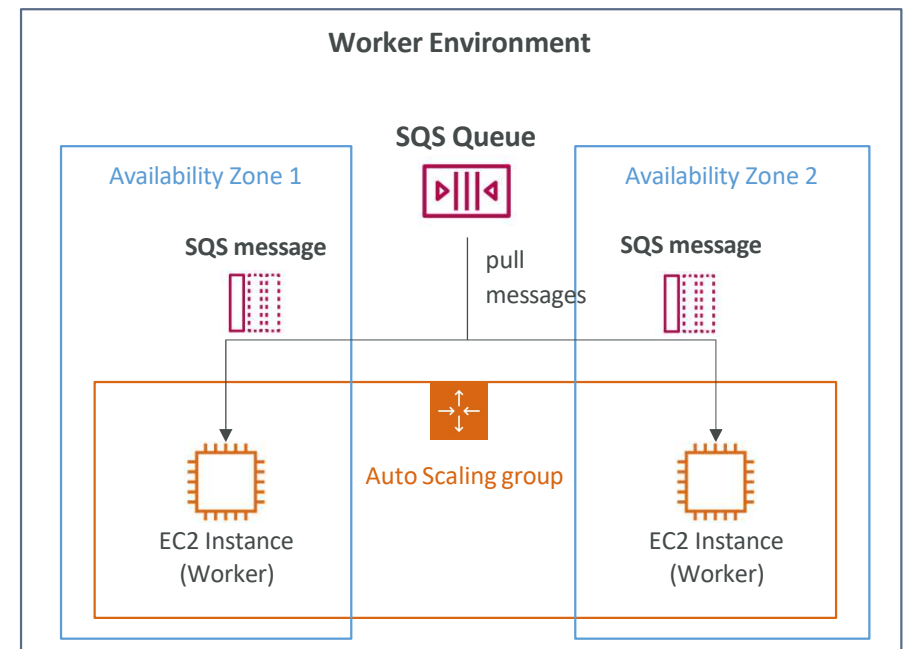 Worker Environment
SQS Queue
Availability Zone 1
Availability Zone 2
SQS message
SQS message
pull
messages
Auto Scaling group
EC2 Instance
(Worker)
EC2 Instance
(Worker)